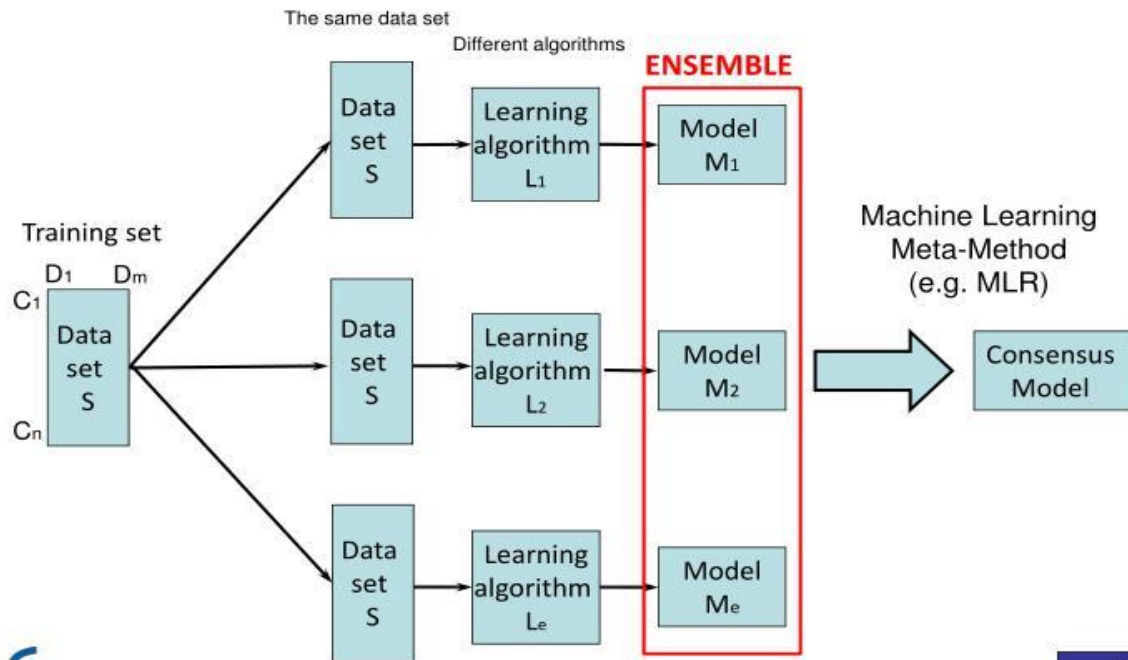 The same data set
Different algorithms
ENSEMBLE
Data
set
S
Learning
algorithm
L1
Model
M1
Training set
D1 Dm
C1
Cn
Data
set
S
Data
set
S
Learning
algorithm
L2
Model
M2
Machine Learning
Meta-Method
(e.g. MLR)
Consensus
Model
Data
set
S
Learning
algorithm
Le
Model
Me